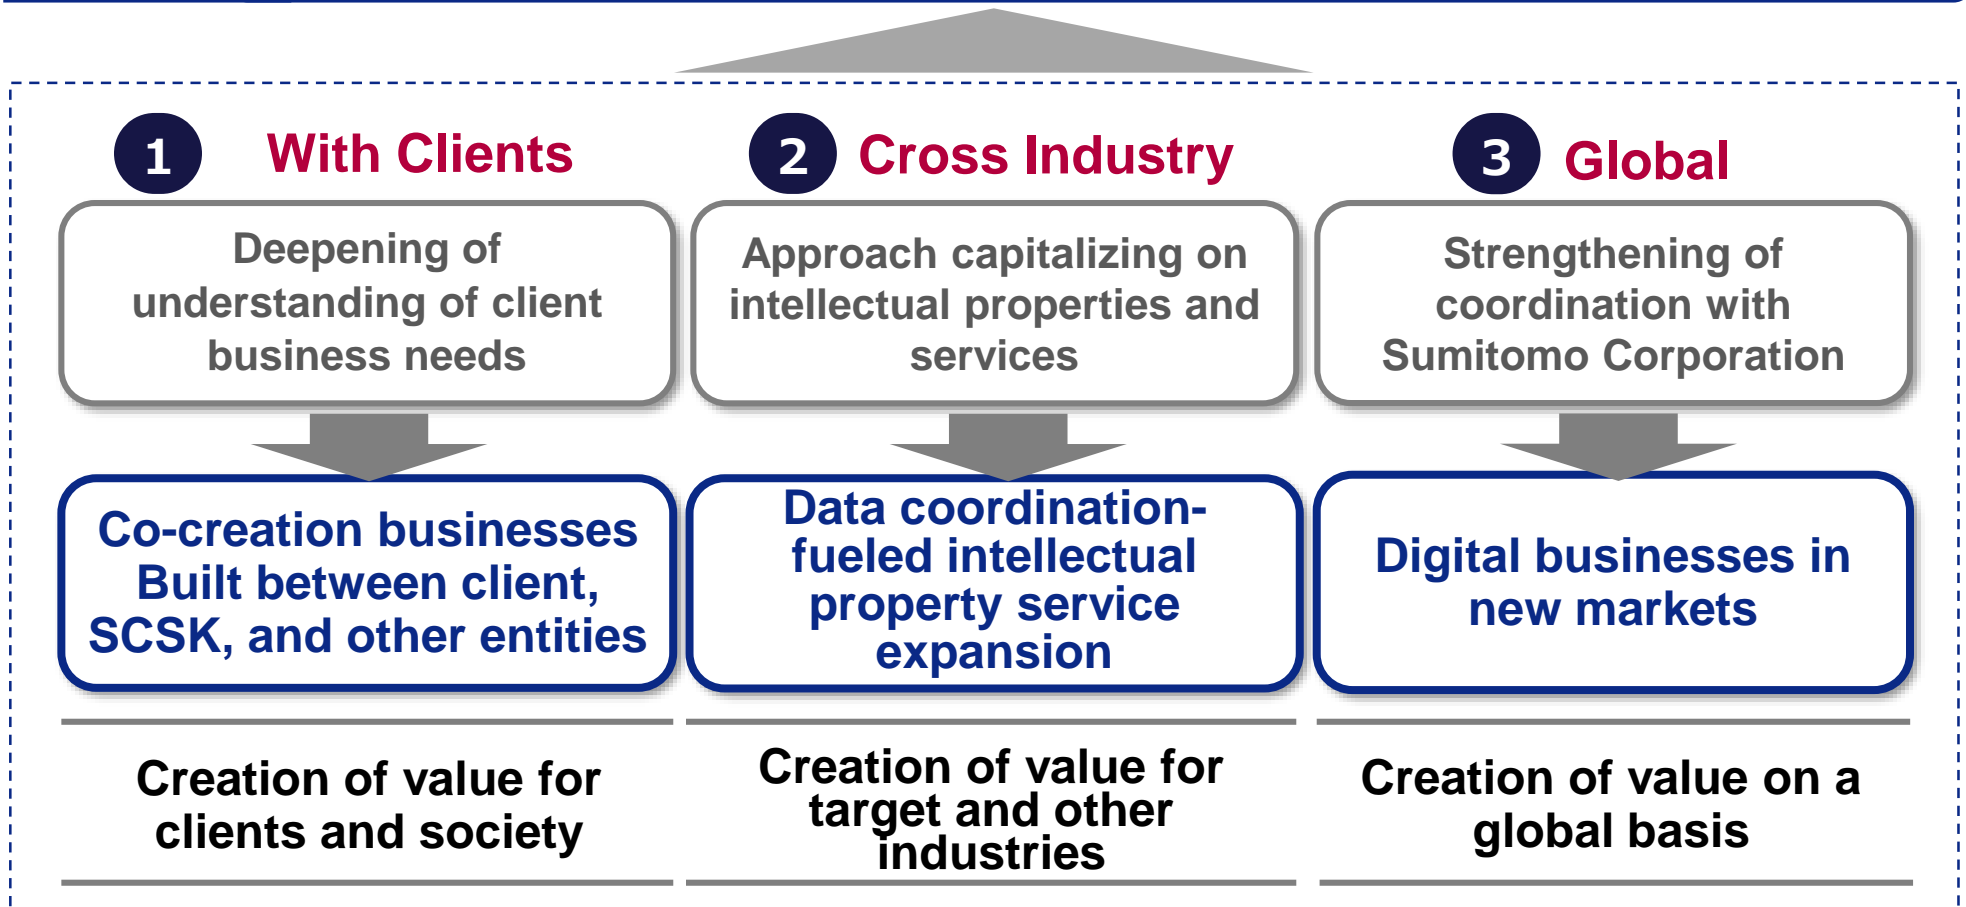 1 With Clients
Deepening of
understanding of client
business needs
Co-creation businesses
Built between client,
SCSK, and other entities
Creation of value for
clients and society
2 Cross Industry
Approach capitalizing on
intellectual properties and
services
Data coordination-
fueled intellectual
property service
expansion
Creation of value for
target and other
industries
3 Global
Strengthening of
coordination with
Sumitomo Corporation
Digital businesses in
new markets
Creation of value on a
global basis